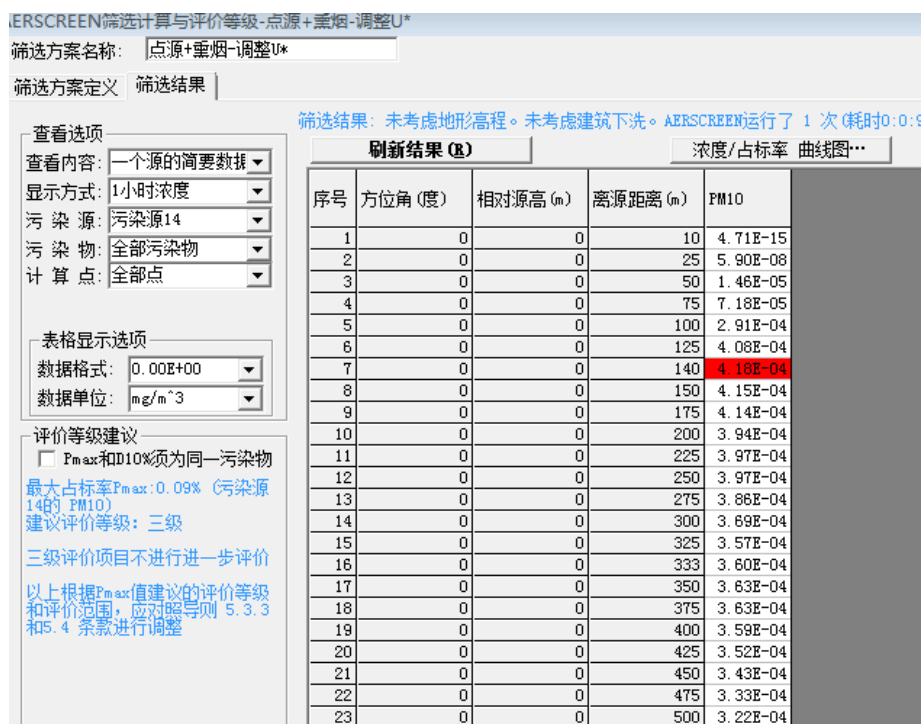 AERSCREEN筛选计算与评价等级-点源+熏烟-调整U*
筛选方案名称: 点源+熏烟-调整U*
筛选方案定义 筛选结果
筛选结果: 未考虑地形高程。未考虑建筑下洗。AERSCREEN运行了 1 次(耗时0:0:9
查看选项
查看内容: 一个源的简要数据
显示方式: 1小时浓度
污 染 源: 污染源14
污 染 物: 全部污染物
计 算 点: 全部点
表格显示选项
数据格式: 0.00E+00
数据单位: mg/m^3
评价等级建议
Pmax和D10%须为同一污染物
最大占标率Pmax:0.09% (污染源
14的 PM10)
建议评价等级: 三级
三级评价项目不进行进一步评价
以上根据Pmax值建议的评价等级
和评价范围,应对照导则 5.3.3
和5.4 条款进行调整
刷新结果(R) 浓度/占标率 曲线图…
序号 方位角(度) 相对源高(m) 离源距离(m) PM10
1 0 0 10 4.71E-15
2 0 0 25 5.90E-08
3 0 0 50 1.46E-05
4 0 0 75 7.18E-05
5 0 0 100 2.91E-04
6 0 0 125 4.08E-04
7 0 0 140 4.18E-04
8 0 0 150 4.15E-04
9 0 0 175 4.14E-04
10 0 0 200 3.94E-04
11 0 0 225 3.97E-04
12 0 0 250 3.97E-04
13 0 0 275 3.86E-04
14 0 0 300 3.69E-04
15 0 0 325 3.57E-04
16 0 0 333 3.60E-04
17 0 0 350 3.63E-04
18 0 0 375 3.63E-04
19 0 0 400 3.59E-04
20 0 0 425 3.52E-04
21 0 0 450 3.43E-04
22 0 0 475 3.33E-04
23 0 0 500 3.22E-04